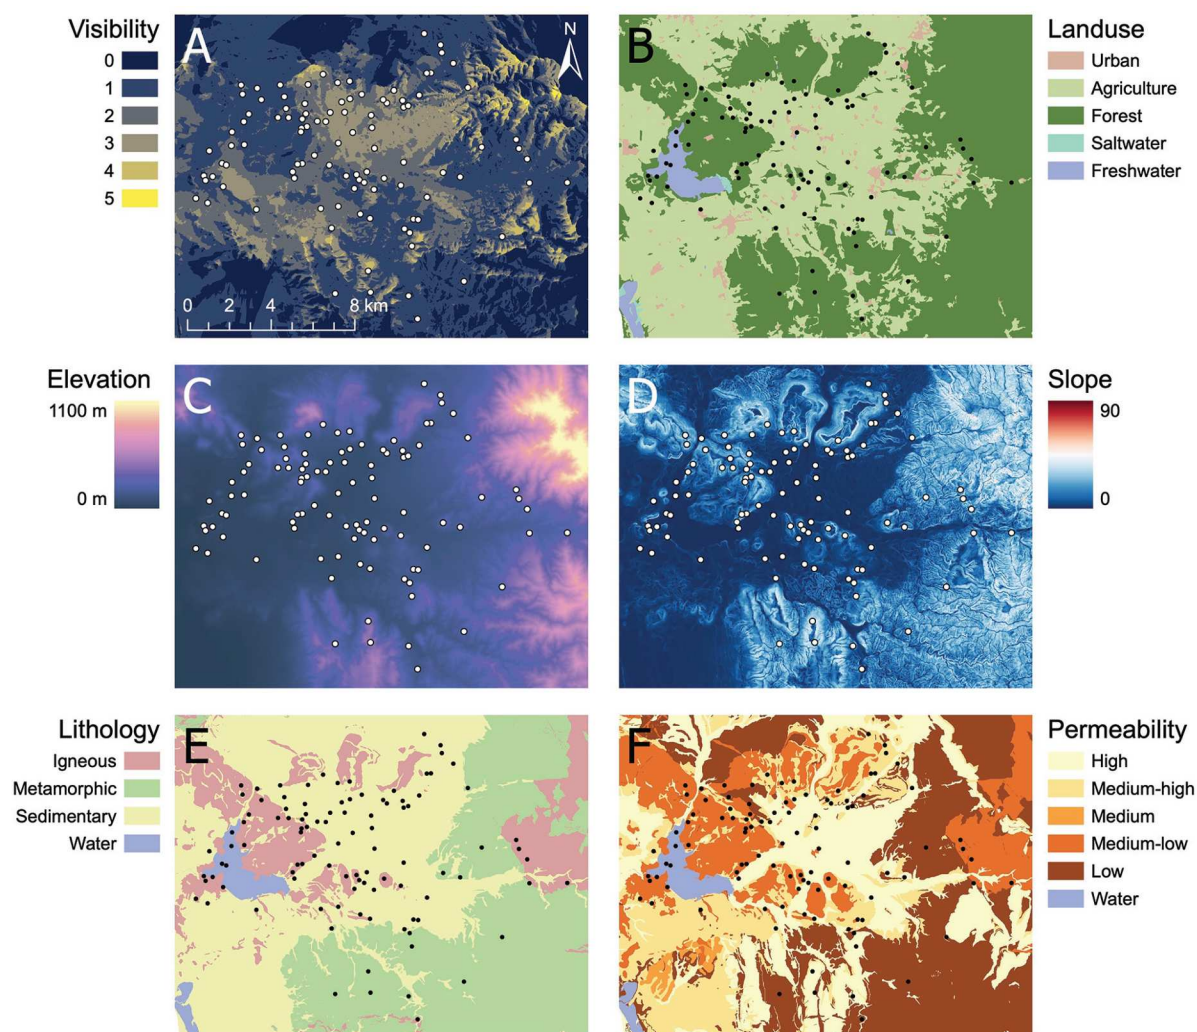 Visibility
0
1
2
3
4
5
A
N
0 2 4 8 km
B
Landuse
Urban
Agriculture
Forest
Saltwater
Freshwater
Elevation
1100 m
0 m
C
D
Slope
90
0
Lithology
Igneous
Metamorphic
Sedimentary
Water
E
F
Permeability
High
Medium-high
Medium
Medium-low
Low
Water